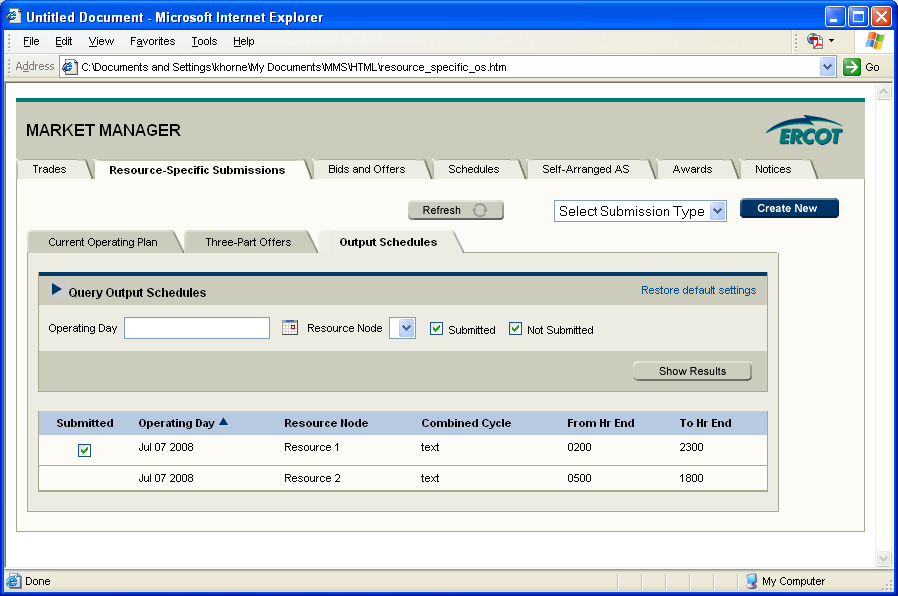 Untitled Document - Microsoft Internet Explorer
File Edit View Favorites Tools Help
Address C:\Documents and Settings\khorne\My Documents\MMS\HTML\resource_specific_os.htm Go
MARKET MANAGER
ERCOT
Trades Resource-Specific Submissions Bids and Offers Schedules Self-Arranged AS Awards Notices
Refresh Select Submission Type Create New
Current Operating Plan Three-Part Offers Output Schedules
Query Output Schedules Restore default settings
Operating Day Resource Node Submitted Not Submitted
Show Results
Submitted Operating Day Resource Node Combined Cycle From Hr End To Hr End
Jul 07 2008 Resource 1 text 0200 2300
Jul 07 2008 Resource 2 text 0500 1800
Done My Computer